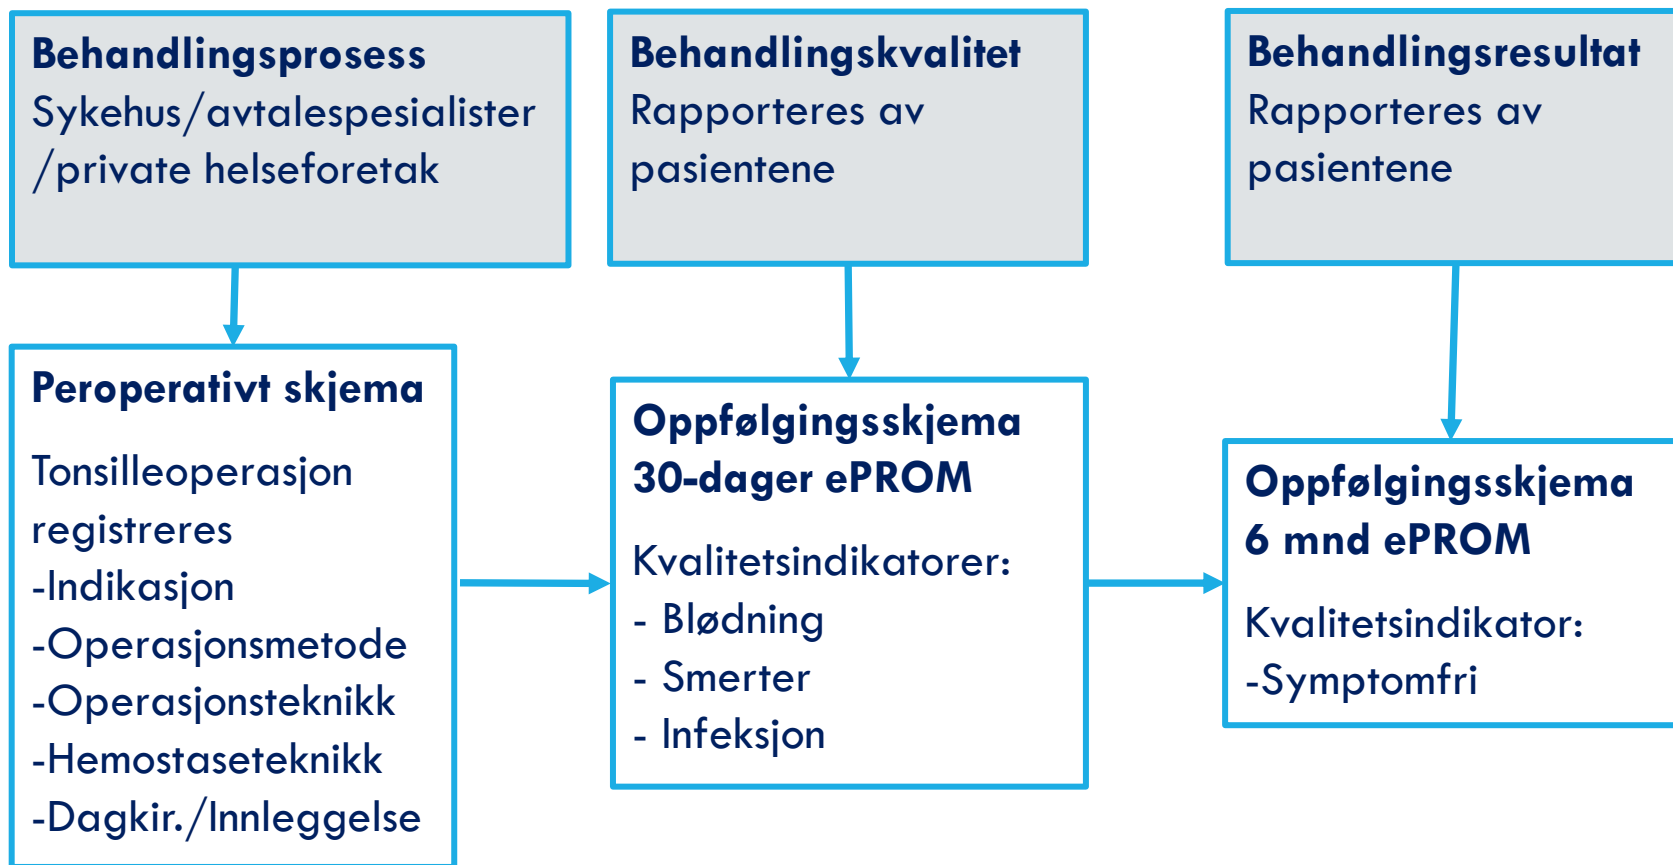 Behandlingsprosess
Sykehus/avtalespesialister
/private helseforetak
Behandlingskvalitet
Rapporteres av
pasientene
Behandlingsresultat
Rapporteres av
pasientene
Peroperativt skjema
Tonsilleoperasjon
registreres
-Indikasjon
-Operasjonsmetode
-Operasjonsteknikk
-Hemostaseteknikk
-Dagkir./Innleggelse
Oppfølgingsskjema
30-dager ePROM
Kvalitetsindikatorer:
- Blødning
- Smerter
- Infeksjon
Oppfølgingsskjema
6 mnd ePROM
Kvalitetsindikator:
-Symptomfri